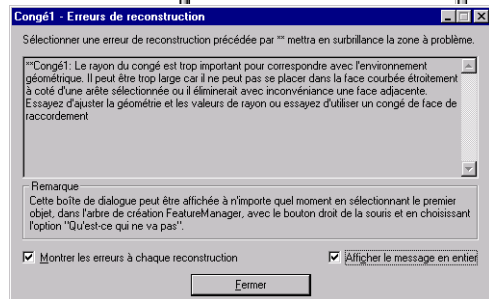 Congé1 - Erreurs de reconstruction
Sélectionner une erreur de reconstruction précédée par ** mettra en surbrillance la zone à problème.
**Congé1: Le rayon du congé est trop important pour correspondre avec l'environnement
géométrique. Il peut être trop large car il ne peut pas se placer dans la face courbée étroitement
à coté d'une arête sélectionnée ou il éliminerait avec inconvéniance une face adjacente.
Essayez d'ajuster la géométrie et les valeurs de rayon ou essayez d'utiliser un congé de face de
raccordement
Remarque
Cette boîte de dialogue peut être affichée à n'importe quel moment en sélectionnant le premier
objet, dans l'arbre de création FeatureManager, avec le bouton droit de la souris et en choisissant
l'option "Qu'est-ce qui ne va pas".
Montrer les erreurs à chaque reconstruction
Afficher le message en entier
Fermer